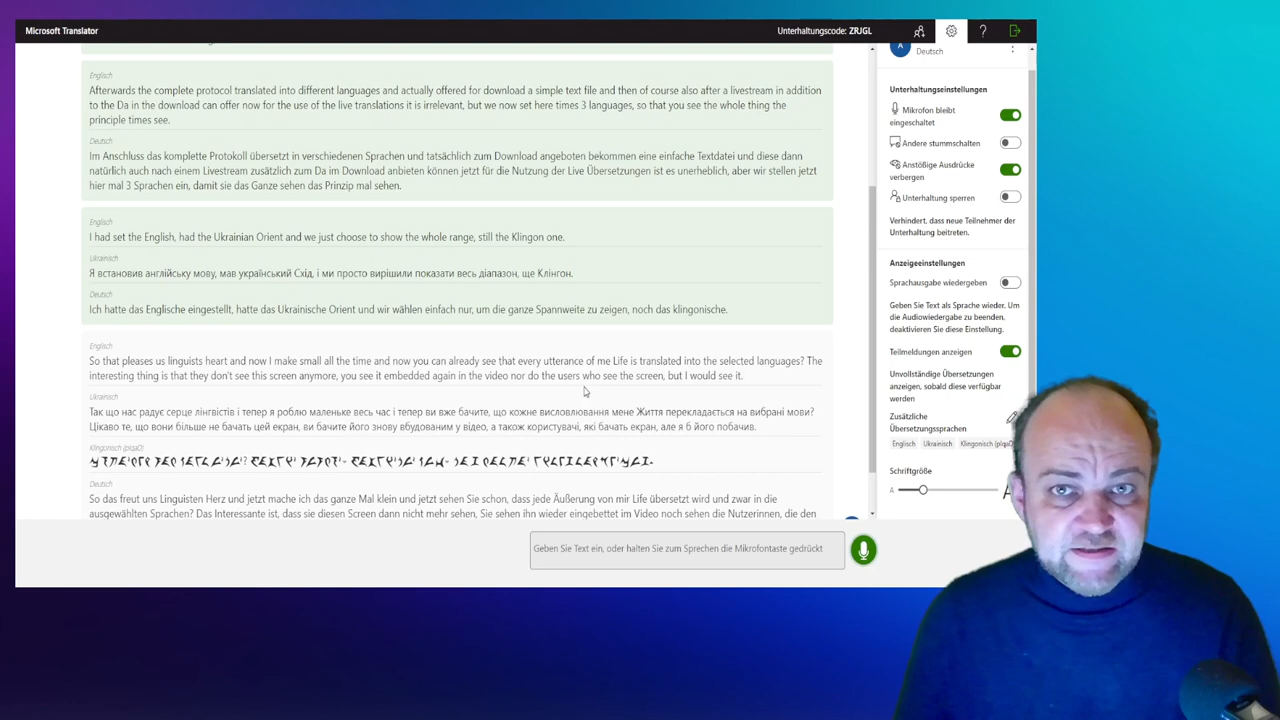 Microsoft Translator
Unterhaltungscode: ZRJGL
?
Englisch
Afterwards the complete protocol translated into different languages and actually offered for download a simple text file and then of course also after a livestream in addition
to the Da in the download can offer now for the use of the live translations it is irrelevant, but we now set here times 3 languages, so that you see the whole thing the
principle times see.
Deutsch
Im Anschluss das komplette Protokoll übersetzt in verschiedenen Sprachen und tatsächlich zum Download angeboten bekommen eine einfache Textdatei und diese dann
natürlich auch nach einem Livestream zusätzlich zum Da im Download anbieten können jetzt für die Nutzung der Live Übersetzungen ist es unerheblich, aber wir stellen jetzt
hier mal 3 Sprachen ein, damit sie das Ganze sehen das Prinzip mal sehen.
Englisch
I had set the English, had the Ukrainian Orient and we just choose to show the whole range, still the Klingon one.
Ukrainisch
Я встановив англійську мову, мав український Схід, і ми просто вирішили показати весь діапазон, ще Клінгон.
Deutsch
Ich hatte das Englische eingestellt, hatte das Ukrainische Orient und wir wählen einfach nur, um die ganze Spannweite zu zeigen, noch das klingonische.
Englisch
So that pleases us linguists heart and now I make small all the time and now you can already see that every utterance of me Life is translated into the selected languages? The
interesting thing is that they don't see this screen anymore, you see it embedded again in the video nor do the users who see the screen, but I would see it.
Ukrainisch
Так що нас радує серце лінгвістів і тепер я роблю маленьке весь час і тепер ви вже бачите, що кожне висловлювання мене Життя перекладається на вибрані мови?
Цікаво те, що вони більше не бачать цей екран, ви бачите його знову вбудованим у відео, а також користувачі, які бачать екран, але я б його побачив.
Klingonisch (pIqaD)
Deutsch
So das freut uns Linguisten Herz und jetzt mache ich das ganze Mal klein und jetzt sehen Sie schon, dass jede Äußerung von mir Life übersetzt wird und zwar in die
ausgewählten Sprachen? Das Interessante ist, dass sie diesen Screen dann nicht mehr sehen, Sie sehen ihn wieder eingebettet im Video noch sehen die Nutzerinnen, die den
Geben Sie Text ein, oder halten Sie zum Sprechen die Mikrofontaste gedrückt
A
Deutsch
Unterhaltungseinstellungen
Mikrofon bleibt
eingeschaltet
Andere stummschalten
Anstößige Ausdrücke
verbergen
Unterhaltung sperren
Verhindert, dass neue Teilnehmer der
Unterhaltung beitreten.
Anzeigeeinstellungen
Sprachausgabe wiedergeben
Geben Sie Text als Sprache wieder. Um
die Audiowiedergabe zu beenden,
deaktivieren Sie diese Einstellung.
Teilmeldungen anzeigen
Unvollständige Übersetzungen
anzeigen, sobald diese verfügbar
werden
Zusätzliche
Übersetzungssprachen
Englisch Ukrainisch Klingonisch (pIqaD)
Schriftgröße
A A